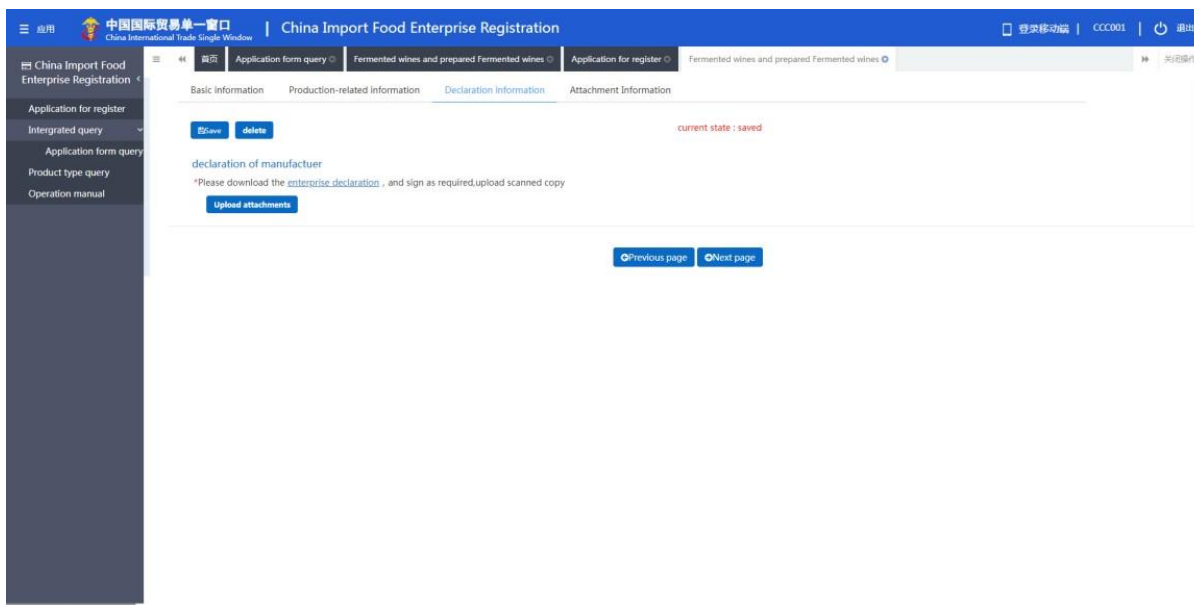 应用
中国国际贸易单一窗口
China International Trade Single Window
China Import Food Enterprise Registration
登录移动端 | CCC001 | 退出
China Import Food
Enterprise Registration
首页
Application form query
Fermented wines and prepared Fermented wines
Application for register
Fermented wines and prepared Fermented wines
关闭操作
Basic information
Production-related information
Declaration Information
Attachment Information
Application for register
Intergrated query
Application form query
Product type query
Operation manual
Save
delete
current state : saved
declaration of manufactuer
*Please download the enterprise declaration , and sign as required,upload scanned copy
Upload attachments
Previous page
Next page